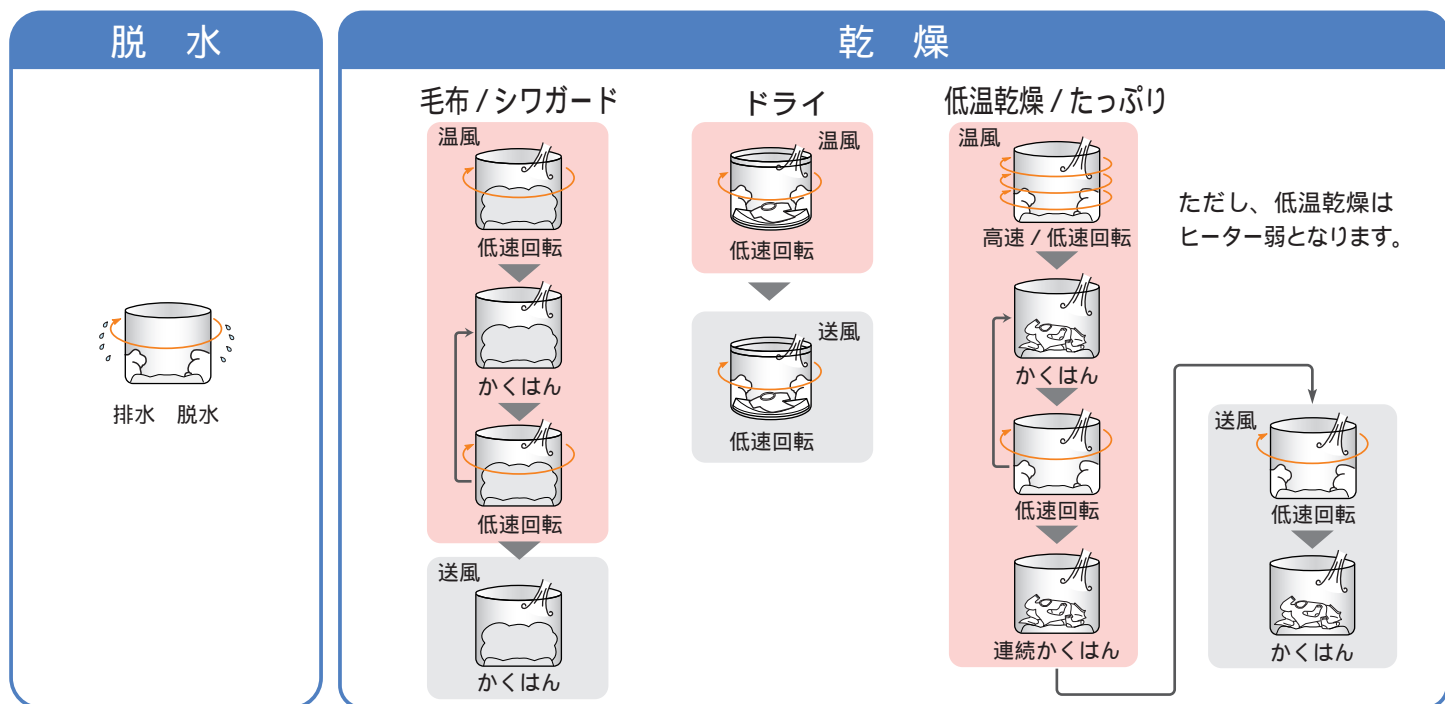 脱 水
排水 脱水
乾 燥
毛布 / シワガード
温風
低速回転
かくはん
低速回転
送風
かくはん
ドライ
温風
低速回転
送風
低速回転
低温乾燥 / たっぷり
温風
高速 / 低速回転
かくはん
低速回転
連続かくはん
ただし、低温乾燥は
ヒーター弱となります。
送風
低速回転
かくはん